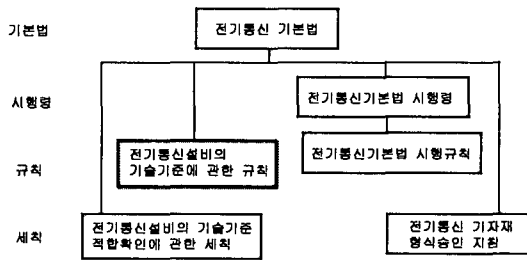 기본법
전기통신 기본법
시행령
전기통신기본법 시행령
규칙
전기통신설비의
기술기준에 관한 규칙
전기통신기본법 시행규칙
세칙
전기통신설비의 기술기준
적합확인에 관한 세칙
전기통신 기자재
형식승인 지침